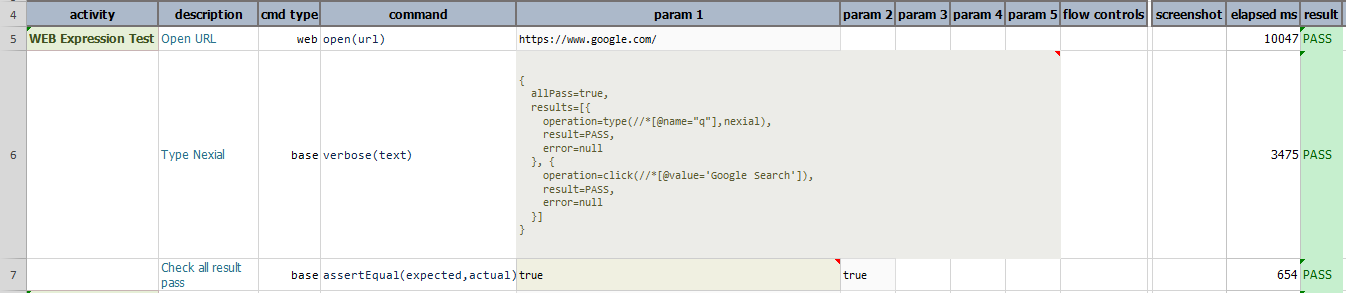 4 activity description cmd type command param 1 param 2 param 3 param 4 param 5 flow controls screenshot elapsed ms result
5 WEB Expression Test Open URL web open(url) https://www.google.com/ 10047 PASS
{
allPass=true,
results=[{
operation=type(//*[@name="q"],nexial),
result=PASS,
error=null
6 Type Nexial base verbose(text) }, { 3475 PASS
operation=click(//*[@value='Google Search']),
result=PASS,
error=null
}]
}
7 Check all result base assertEqual(expected,actual) true true 654 PASS
pass